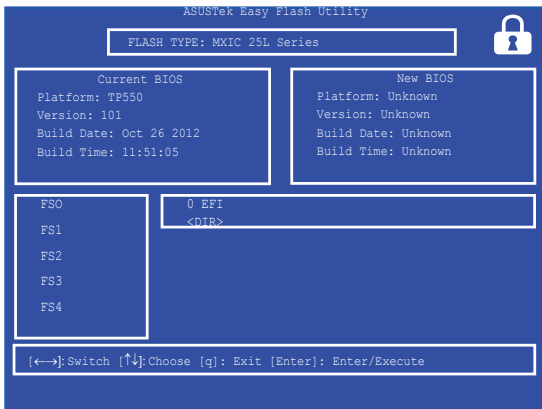 ASUSTek Easy Flash Utility
FLASH TYPE: MXIC 25L Series
Current BIOS
Platform: TP550
Version: 101
Build Date: Oct 26 2012
Build Time: 11:51:05
New BIOS
Platform: Unknown
Version: Unknown
Build Date: Unknown
Build Time: Unknown
FSO
FS1
FS2
FS3
FS4
0 EFI
<DIR>
[←→]: Switch [↑↓]: Choose [q]: Exit [Enter]: Enter/Execute